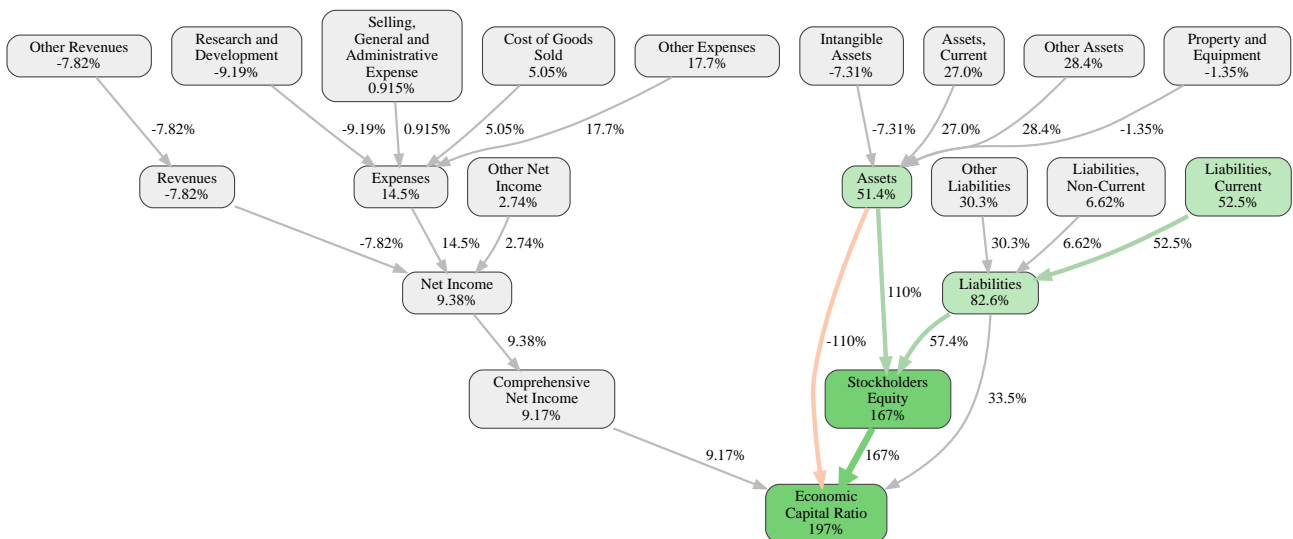 Other Revenues
-7.82%
Research and
Development
-9.19%
Selling,
General and
Administrative
Expense
0.915%
Cost of Goods
Sold
5.05%
Other Expenses
17.7%
Intangible
Assets
-7.31%
Assets,
Current
27.0%
Other Assets
28.4%
Property and
Equipment
-1.35%
-7.82%
-9.19%
0.915%
5.05%
17.7%
-7.31%
27.0%
28.4%
-1.35%
Revenues
-7.82%
Expenses
14.5%
Other Net
Income
2.74%
Assets
51.4%
Other
Liabilities
30.3%
Liabilities,
Non-Current
6.62%
Liabilities,
Current
52.5%
-7.82%
14.5%
2.74%
30.3%
6.62%
52.5%
Net Income
9.38%
110%
Liabilities
82.6%
9.38%
-110%
57.4%
Comprehensive
Net Income
9.17%
Stockholders
Equity
167%
33.5%
9.17%
167%
Economic
Capital Ratio
197%